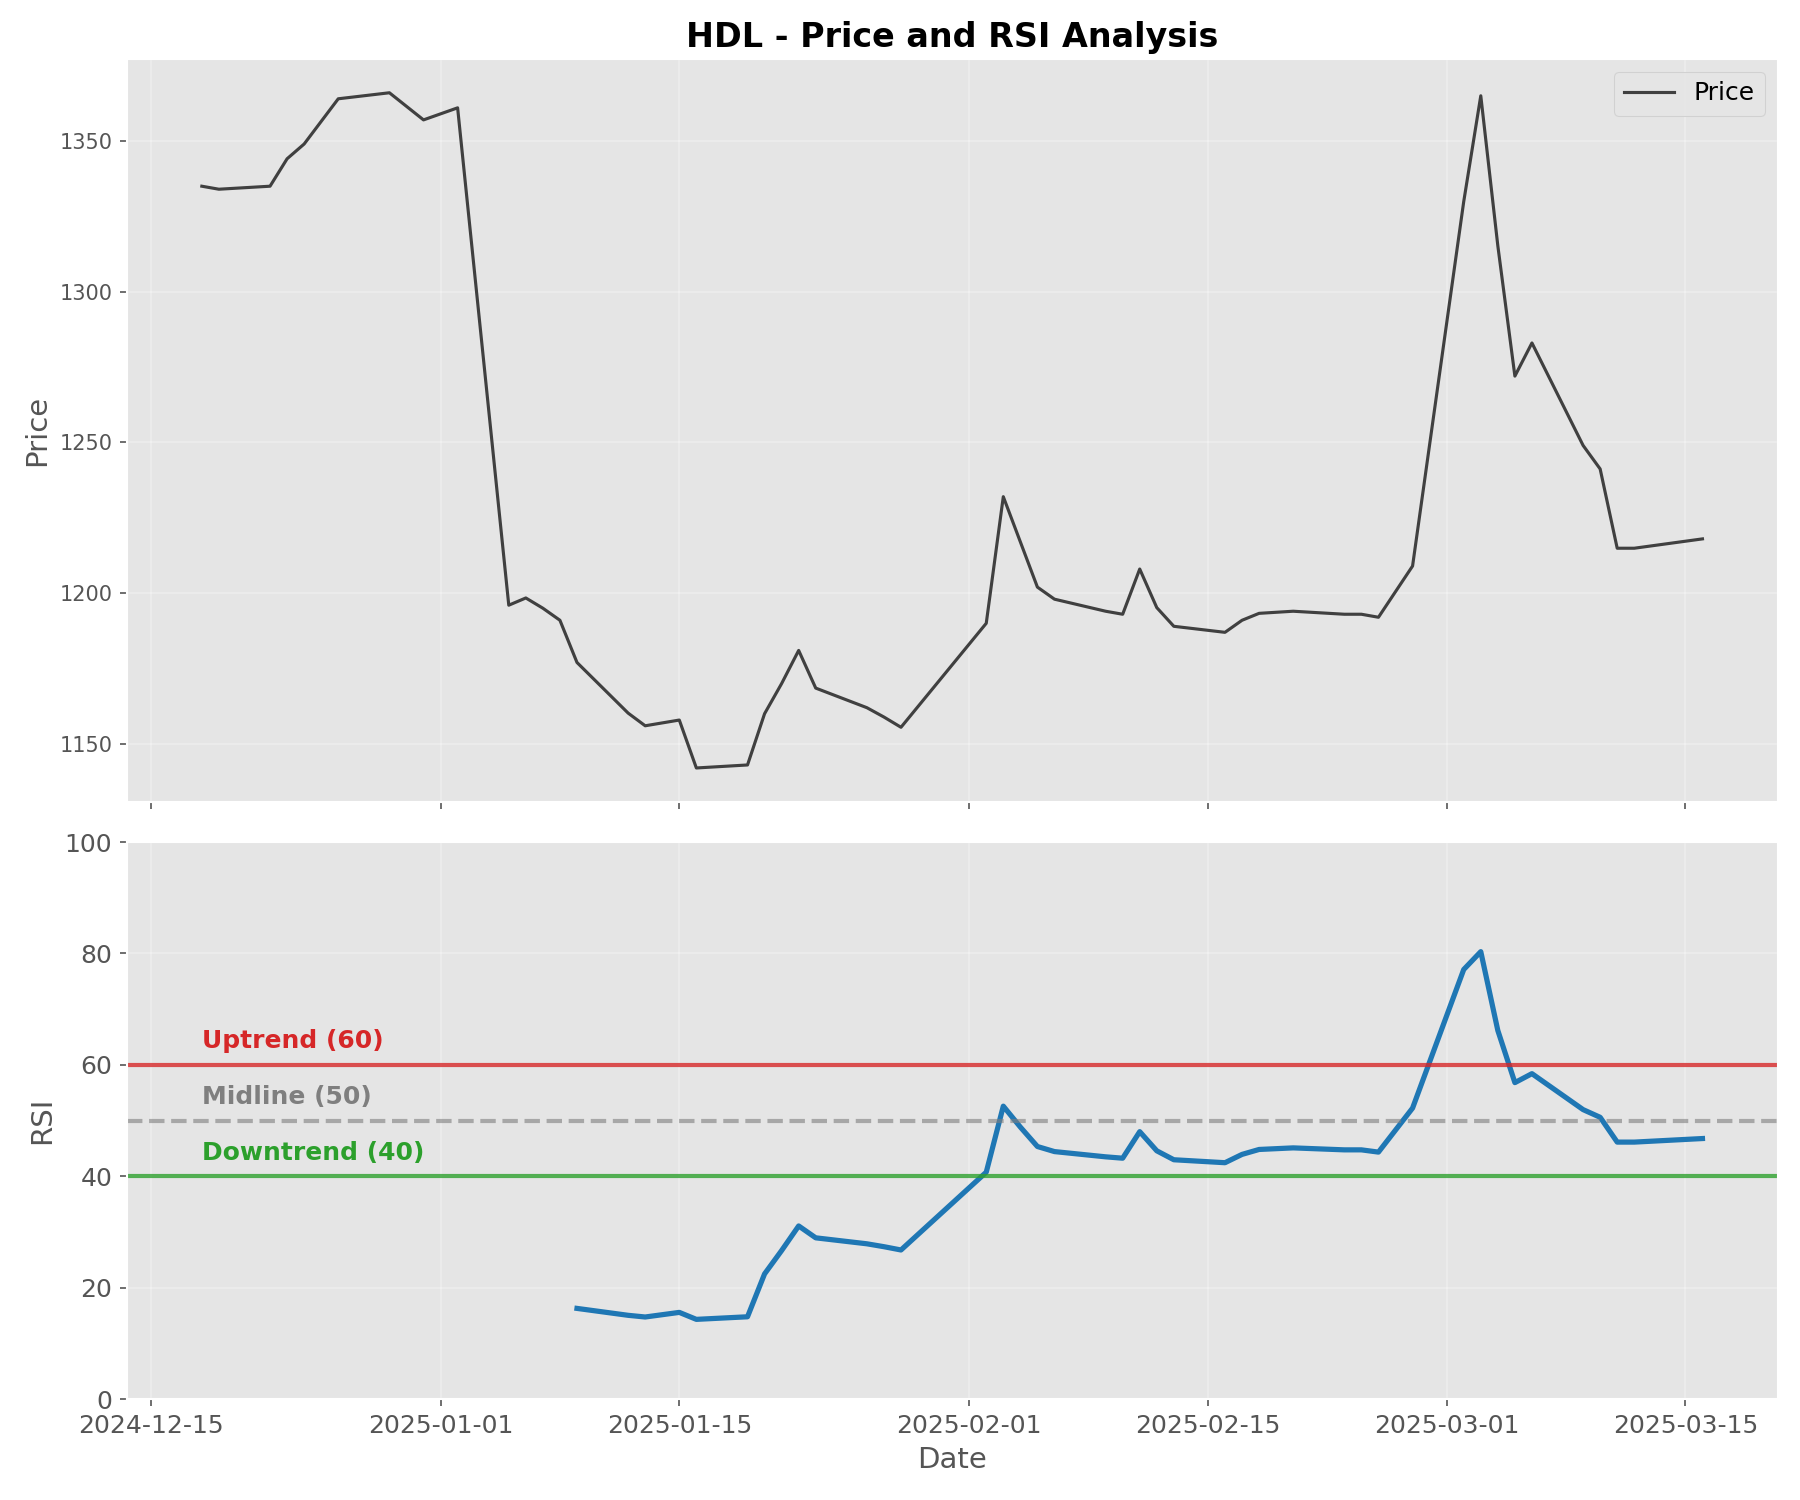 HDL - Price and RSI Analysis
Price
1350
1300
1250
1200
1150
Price
100
80
60
40
20
0
RSI
Uptrend (60)
Midline (50)
Downtrend (40)
2024-12-15 2025-01-01 2025-01-15 2025-02-01 2025-02-15 2025-03-01 2025-03-15
Date